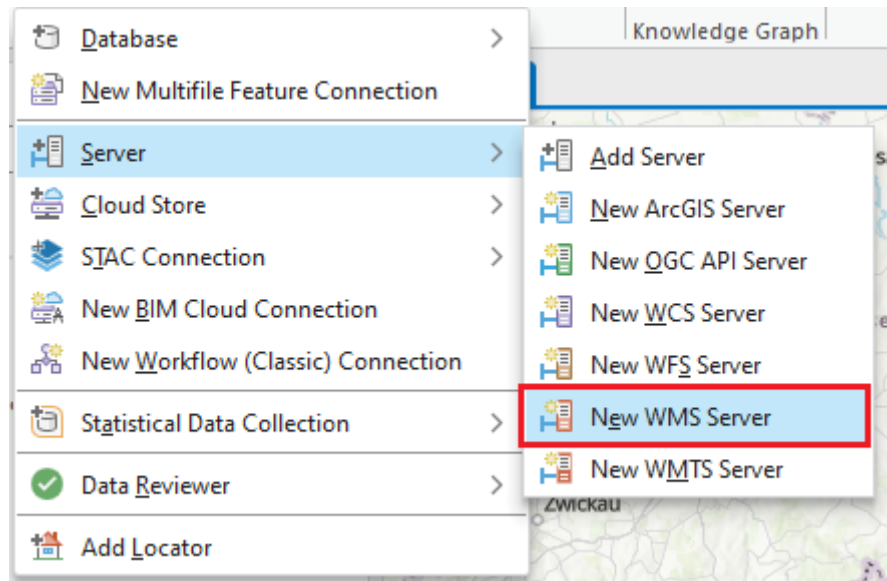 Knowledge Graph
Database
New Multifile Feature Connection
Server
Cloud Store
STAC Connection
New BIM Cloud Connection
New Workflow (Classic) Connection
Statistical Data Collection
Data Reviewer
Add Locator
Add Server
New ArcGIS Server
New OGC API Server
New WCS Server
New WFS Server
New WMS Server
New WMTS Server
Zwickau